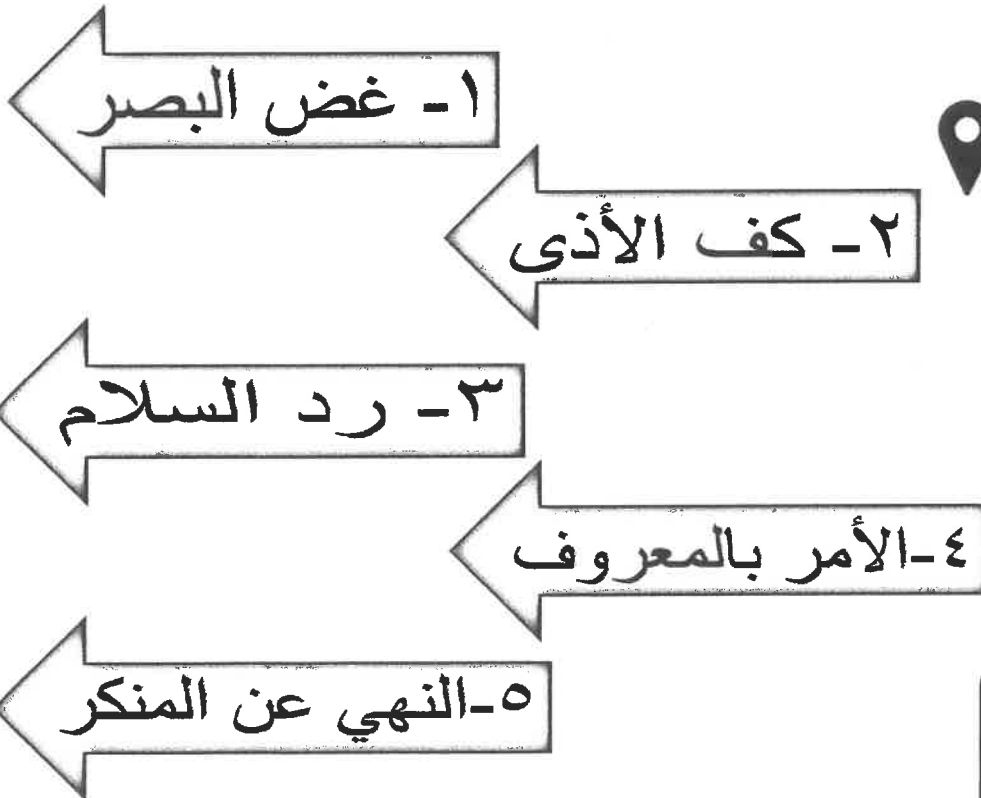 ١- غض البصر
٢- كف الأذى
٣- رد السلام
٤-الأمر بالمعروف
٥-النهي عن المنكر